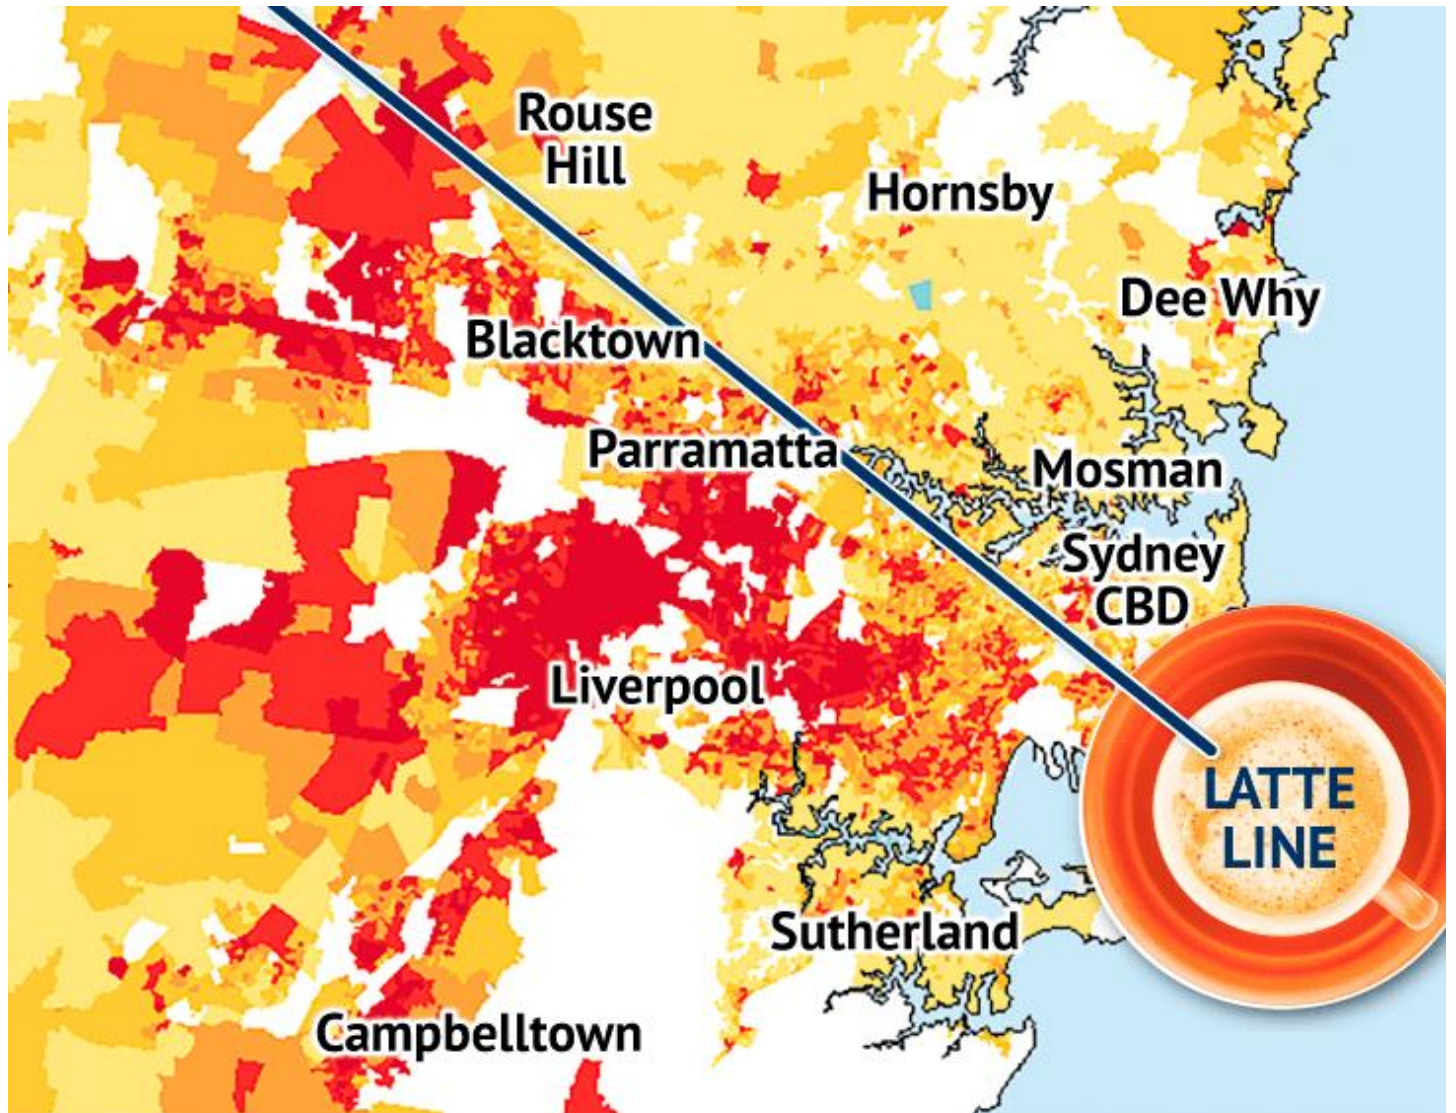 Rouse
Hill
Hornsby
Dee Why
Blacktown
Parramatta
Mosman
Sydney
CBD
Liverpool
LATTE
LINE
Sutherland
Campbelltown